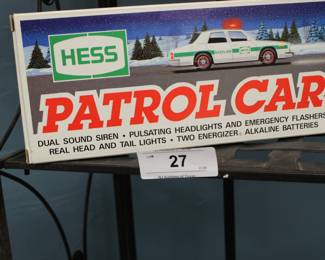 HESS
PATROL CAR
DUAL SOUND SIREN • PULSATING HEADLIGHTS AND EMERGENCY FLASHERS
REAL HEAD AND TAIL LIGHTS • TWO ENERGIZER® ALKALINE BATTERIES
27